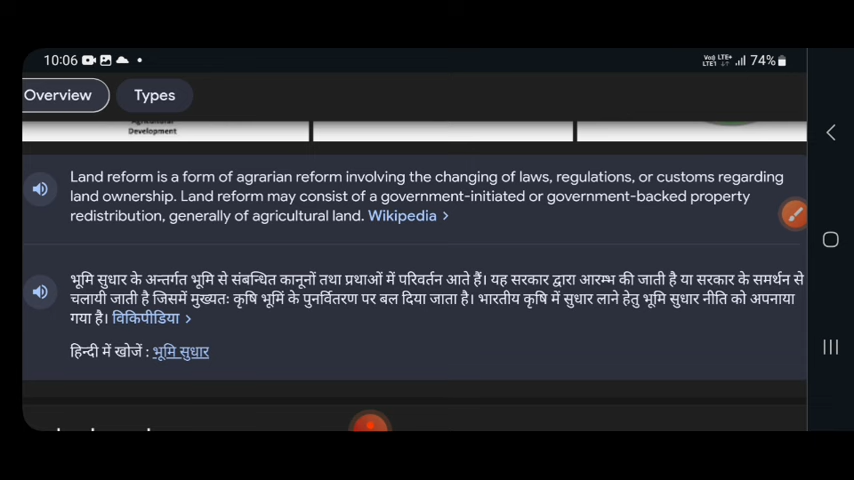 10:06
74%
Overview
Types
Agricultural
Development
Land reform is a form of agrarian reform involving the changing of laws, regulations, or customs regarding
land ownership. Land reform may consist of a government-initiated or government-backed property
redistribution, generally of agricultural land. Wikipedia >
भूमि सुधार के अन्तर्गत भूमि से संबन्धित कानूनों तथा प्रथाओं में परिवर्तन आते हैं। यह सरकार द्वारा आरम्भ की जाती है या सरकार के समर्थन से
चलायी जाती है जिसमें मुख्यतः कृषि भूमिं के पुनर्वितरण पर बल दिया जाता है। भारतीय कृषि में सुधार लाने हेतु भूमि सुधार नीति को अपनाया
गया है। विकिपीडिया >
हिन्दी में खोजें : भूमि सुधार